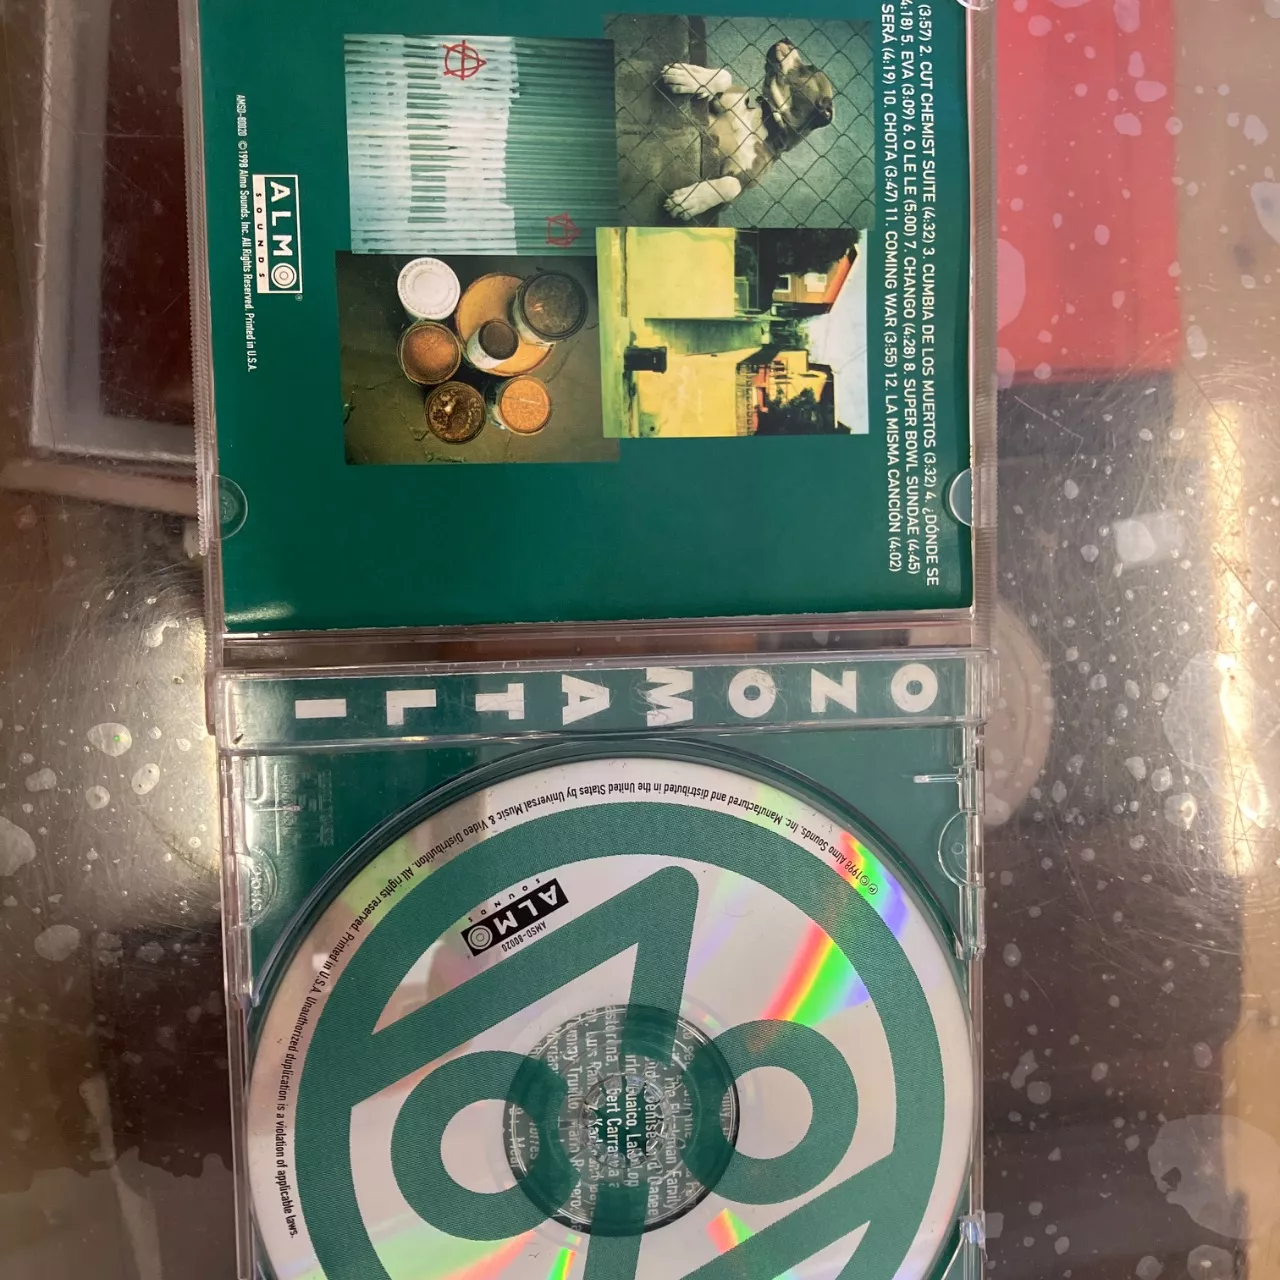 (3:57) 2. CUT CHEMIST SUITE (4:32) 3. CUMBIA DE LOS MUERTOS (3:32) 4. ¿DÓNDE SE
4:18) 5. EVA (3:09) 6. O LE LE (5:00) 7. CHANGO (4:28) 8. SUPER BOWL SUNDAE (4:45)
SERÁ (4:19) 10. CHOTA (3:47) 11. COMING WAR (3:55) 12. LA MISMA CANCIÓN (4:02)
ALMO
SOUNDS
®
AMSD-80020 ©1998 Almo Sounds, Inc. All Rights Reserved. Printed in U.S.A.
OZOMATLI
℗©1998 Almo Sounds, Inc. Manufactured and distributed in the United States by Universal Music & Video Distribution. All rights reserved. Printed in U.S.A. Unauthorized duplication is a violation of applicable laws.
ALMO
SOUNDS
®
AMSD-80020
Family
Guaico,